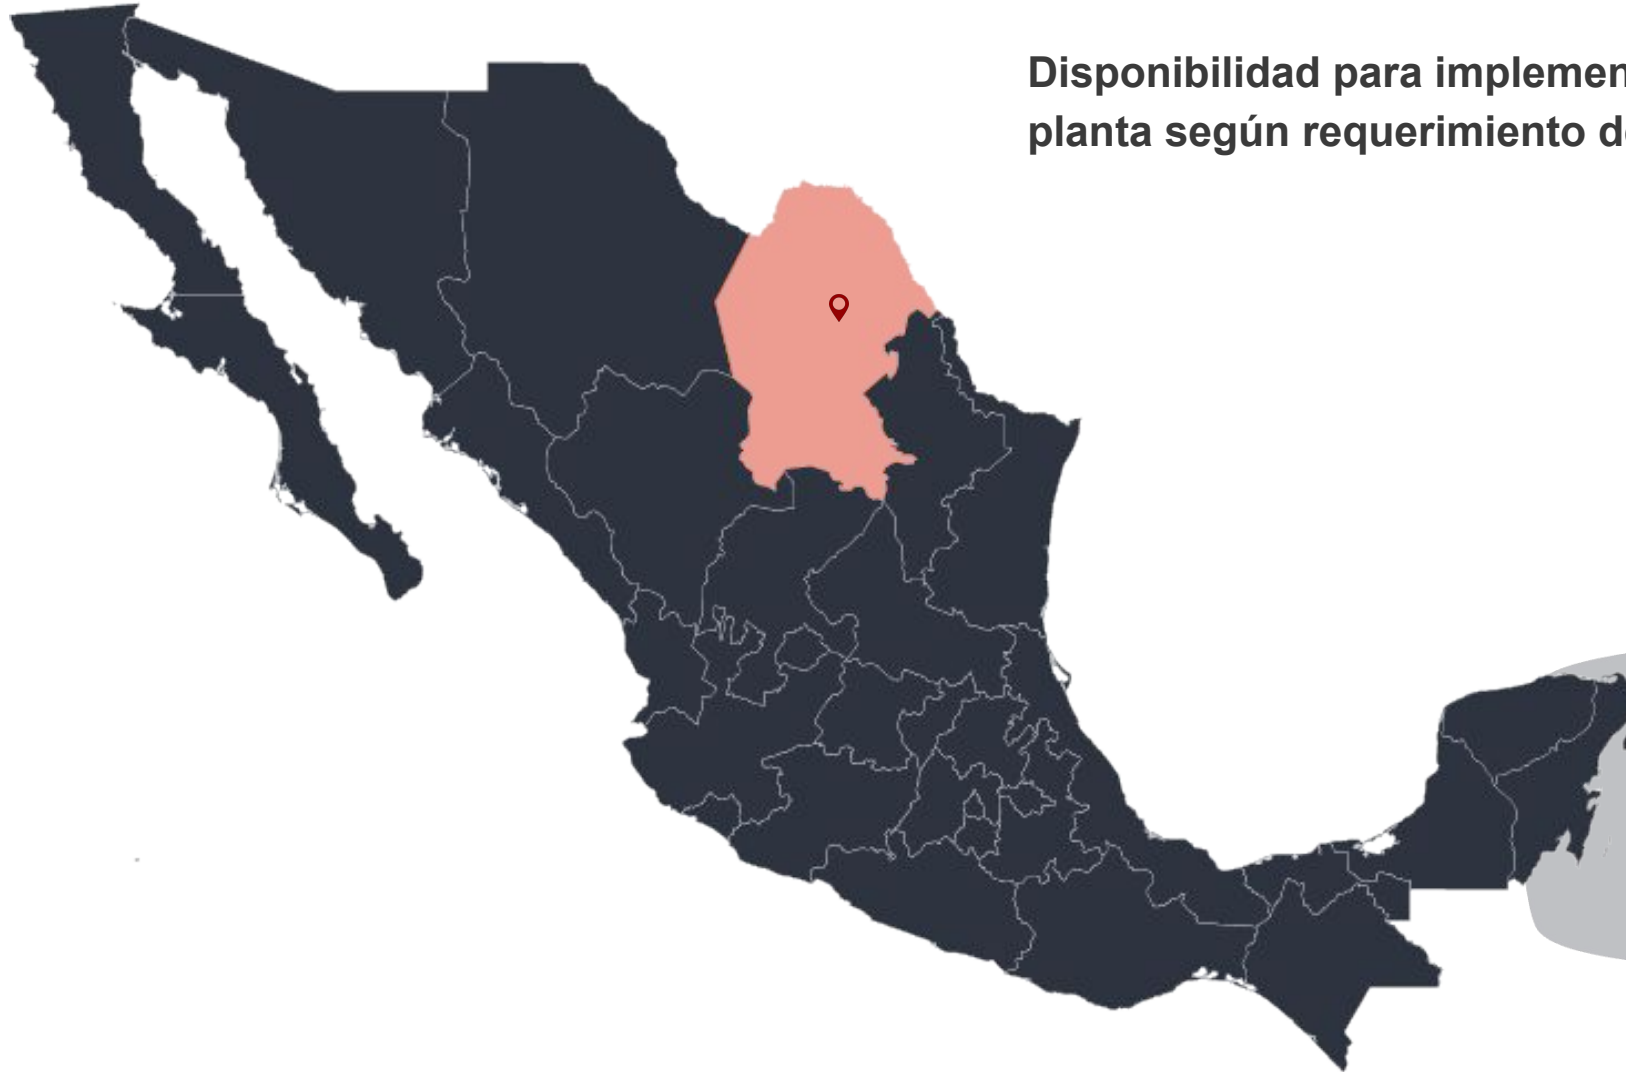 Disponibilidad para implemen
planta según requerimiento d